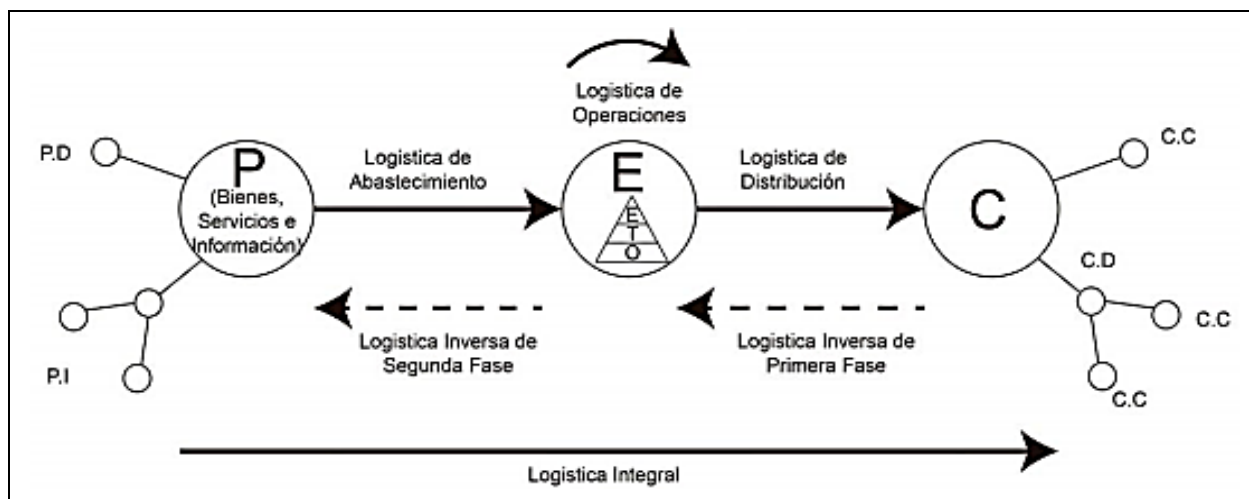 Logistica de
Operaciones
P.D
P
(Bienes,
Servicios e
Información)
Logistica de
Abastecimiento
E
E
T
O
Logistica de
Distribución
C
C.C
C.D
C.C
C.C
P.I
Logistica Inversa de
Segunda Fase
Logistica Inversa de
Primera Fase
Logistica Integral